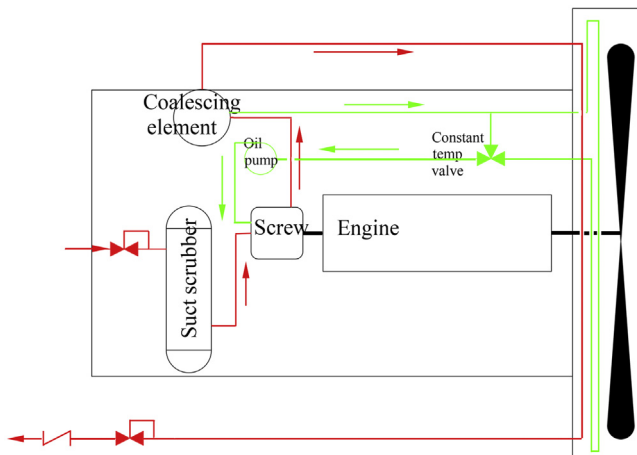 Coalescing
element
Oil
pump
Constant
temp
valve
Screw
Engine
Suct scrubber